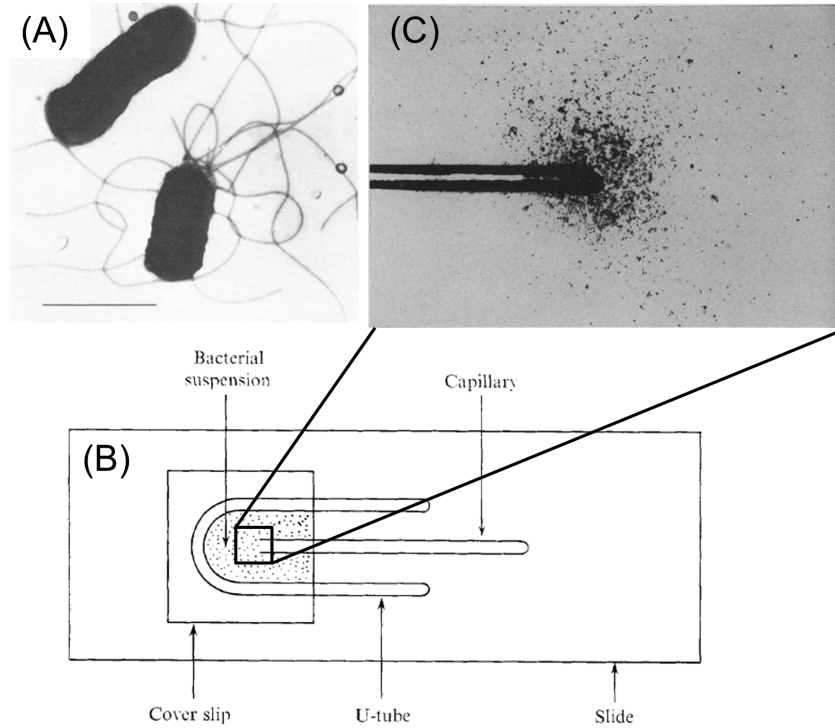 (A)
(C)
Bacterial
suspension
Capillary
(B)
Cover slip
U-tube
Slide